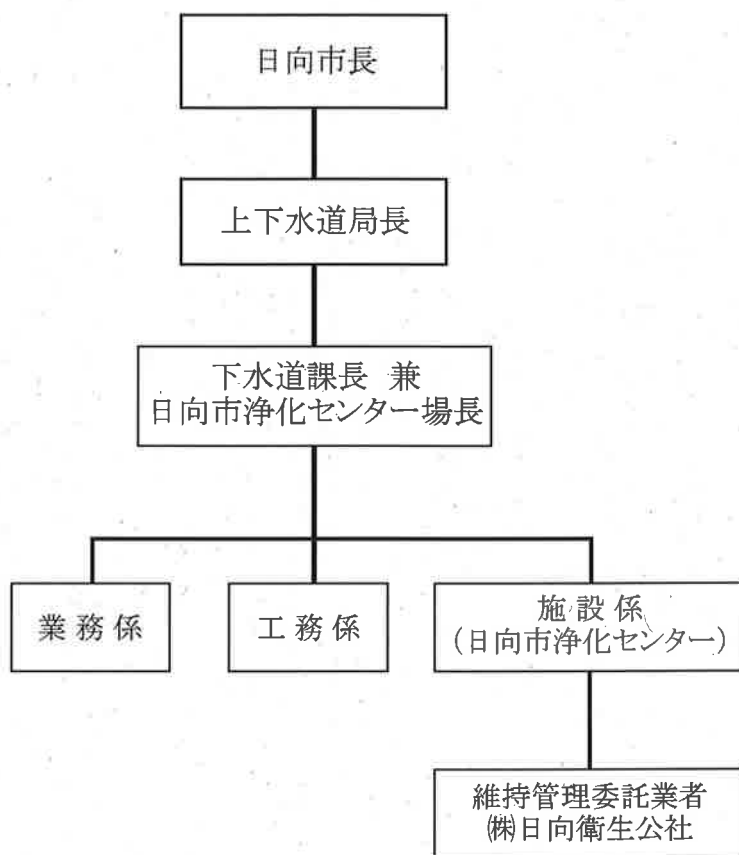 日向市長
上下水道局長
下水道課長 兼
日向市浄化センター場長
業務係
工務係
施設係
(日向市浄化センター)
維持管理委託業者
㈱日向衛生公社